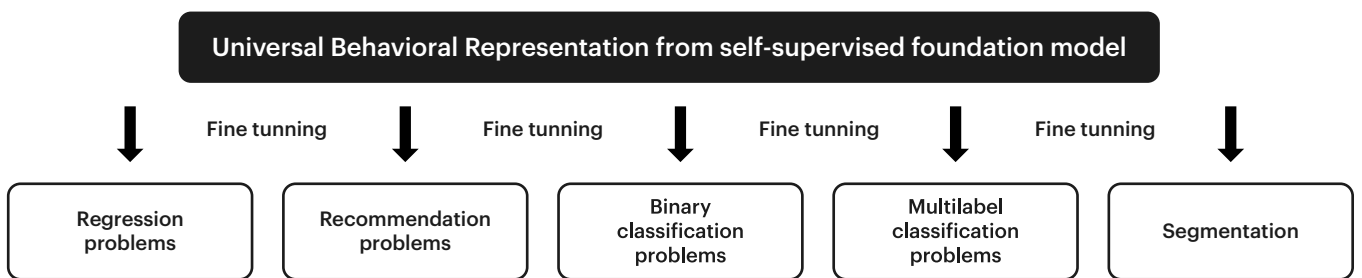 Universal Behavioral Representation from self-supervised foundation model
Fine tunning
Fine tunning
Fine tunning
Fine tunning
Regression
problems
Recommendation
problems
Binary
classification
problems
Multilabel
classification
problems
Segmentation